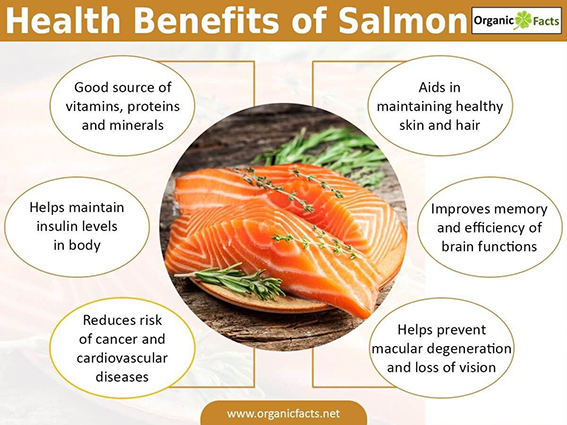 Health Benefits of Salmon
Organic Facts
Good source of
vitamins, proteins
and minerals
Aids in
maintaining healthy
skin and hair
Helps maintain
insulin levels
in body
Improves memory
and efficiency of
brain functions
Reduces risk
of cancer and
cardiovascular
diseases
Helps prevent
macular degeneration
and loss of vision
www.organicfacts.net